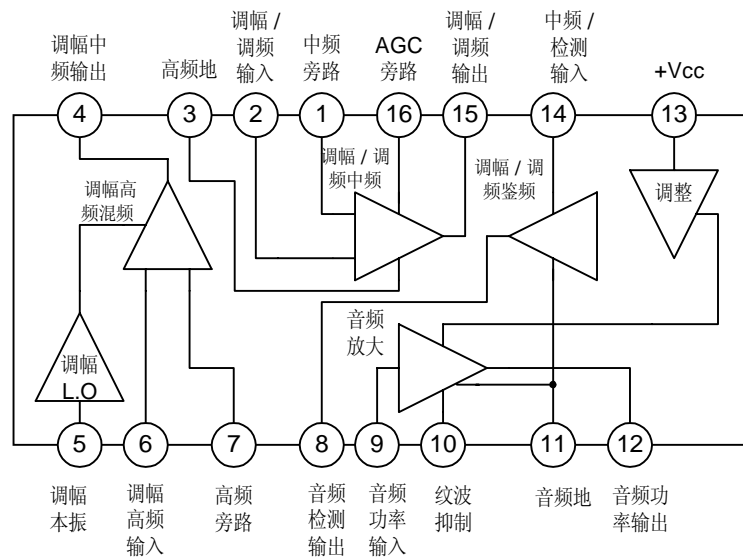 调幅中
频输出
高频地
调幅 /
调频
输入
中频
旁路
AGC
旁路
调幅 /
调频
输出
中频 /
检测
输入
+Vcc
4
3
2
1
16
15
14
13
调幅高
频混频
调幅 / 调
频中频
调幅 / 调
频鉴频
调整
调幅
L.O
音频
放大
5
6
7
8
9
10
11
12
调幅
本振
调幅
高频
输入
高频
旁路
音频
检测
输出
音频
功率
输入
纹波
抑制
音频地
音频功
率输出